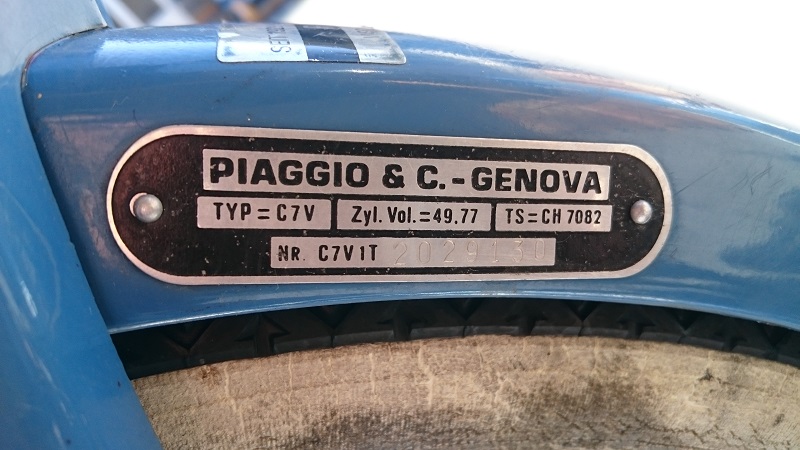 PIAGGIO & C.-GENOVA
TYP=C7V Zyl. Vol.=49.77 TS=CH 7082
NR. C7V1T 2029130